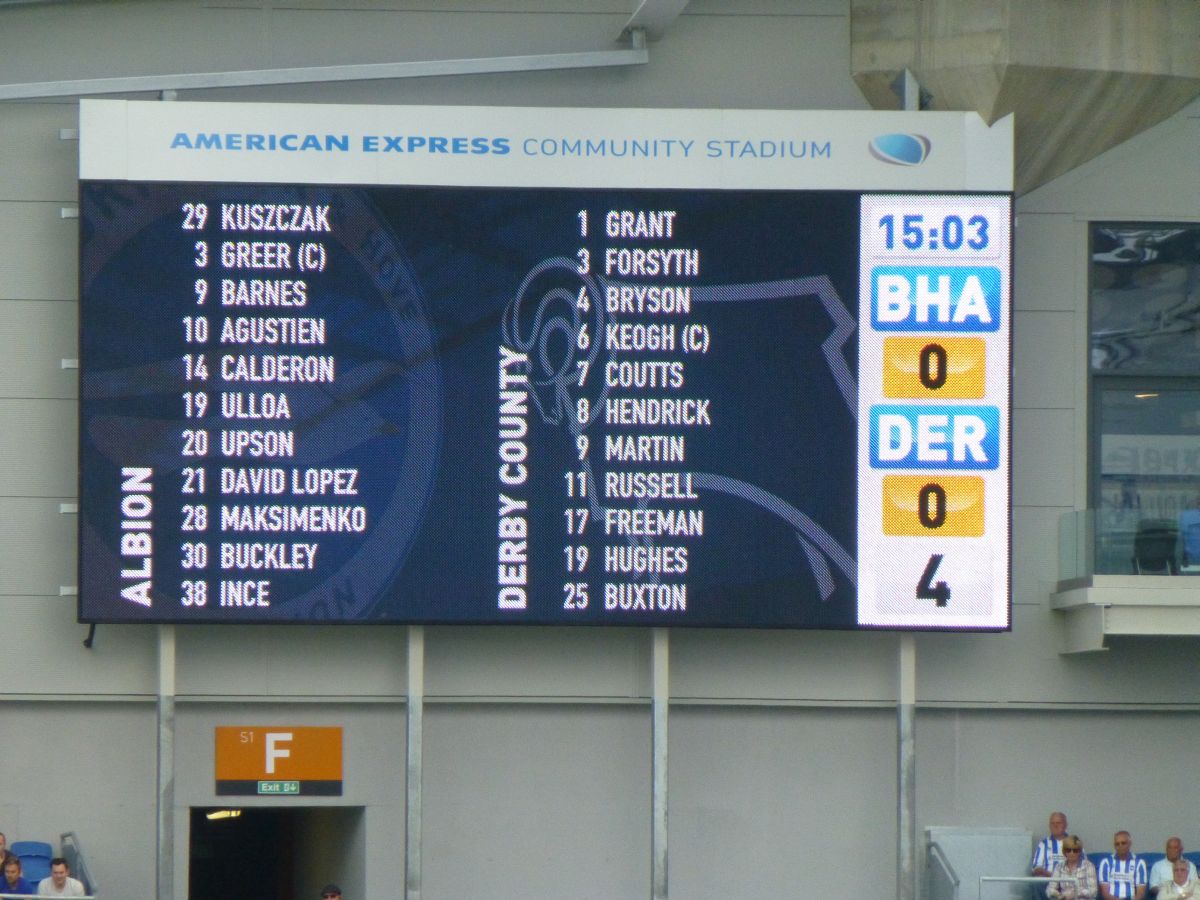 AMERICAN EXPRESS COMMUNITY STADIUM
ALBION
29 KUSZCZAK
3 GREER (C)
9 BARNES
10 AGUSTIEN
14 CALDERON
19 ULLOA
20 UPSON
21 DAVID LOPEZ
28 MAKSIMENKO
30 BUCKLEY
38 INCE
DERBY COUNTY
1 GRANT
3 FORSYTH
4 BRYSON
6 KEOGH (C)
7 COUTTS
8 HENDRICK
9 MARTIN
11 RUSSELL
17 FREEMAN
19 HUGHES
25 BUXTON
15:03
BHA
0
DER
0
4
S1 F
Exit